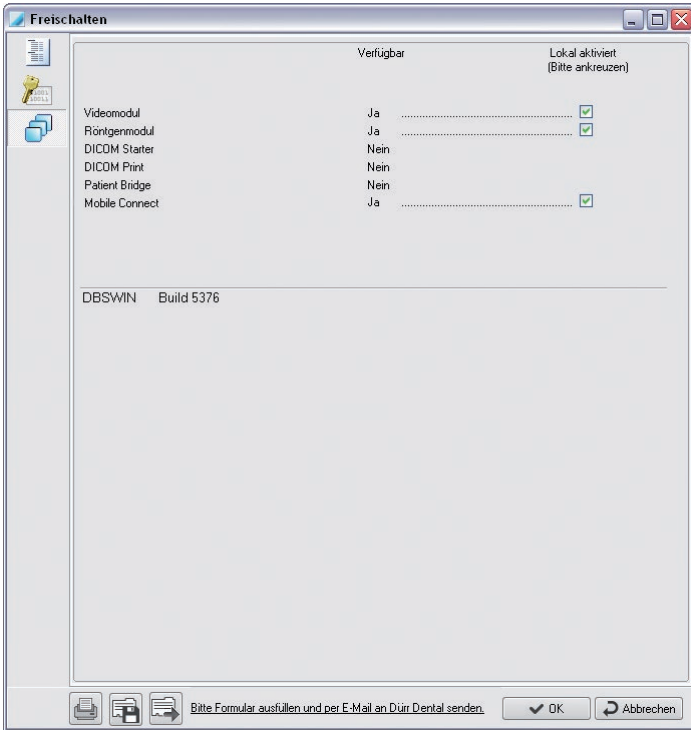 Freischalten
Verfügbar Lokal aktiviert
(Bitte ankreuzen)
Videomodul Ja
Röntgenmodul Ja
DICOM Starter Nein
DICOM Print Nein
Patient Bridge Nein
Mobile Connect Ja
DBSWIN Build 5376
Bitte Formular ausfüllen und per E-Mail an Dürr Dental senden. OK Abbrechen